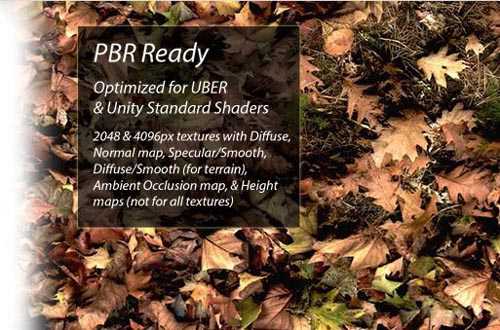 PBR Ready
Optimized for UBER
& Unity Standard Shaders
2048 & 4096px textures with Diffuse,
Normal map, Specular/Smooth,
Diffuse/Smooth (for terrain),
Ambient Occlusion map, & Height
maps (not for all textures)